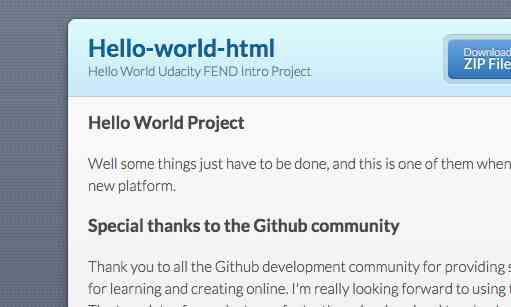 Hello-world-html
Hello World Udacity FEND Intro Project
Download
ZIP File
Hello World Project
Well some things just have to be done, and this is one of them when
new platform.
Special thanks to the Github community
Thank you to all the Github development community for providing
for learning and creating online. I'm really looking forward to using